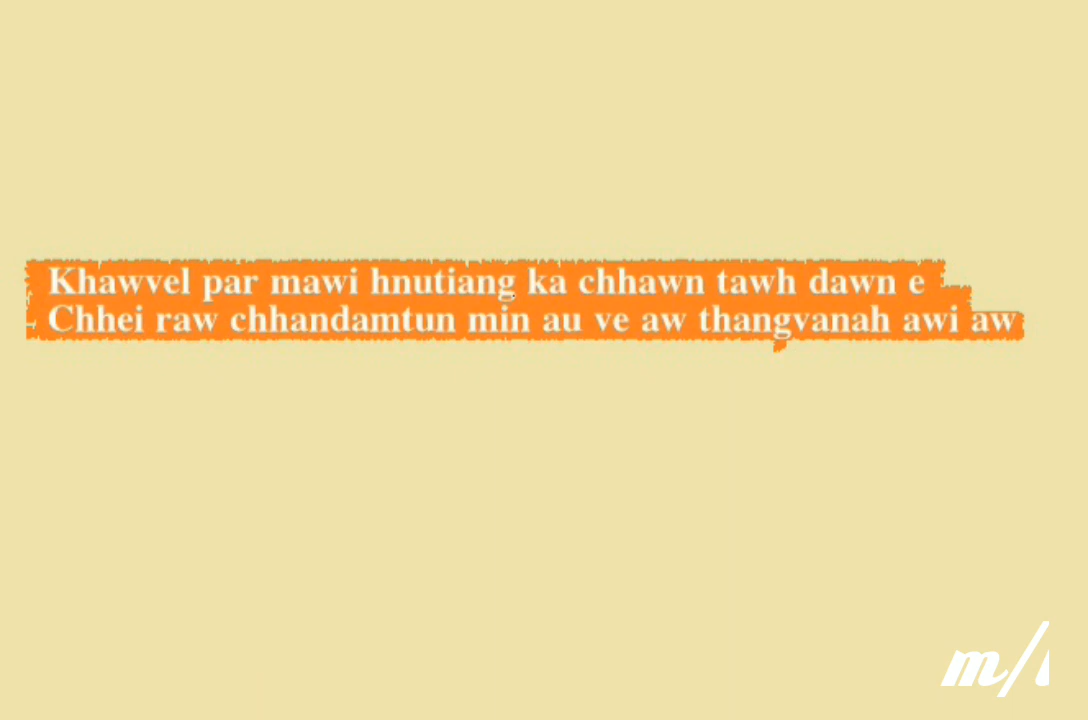 Khawvel par mawi hnutiang ka chhawn tawh dawn e
Chhei raw chhandamtun min au ve aw thangvanah awi aw
m/